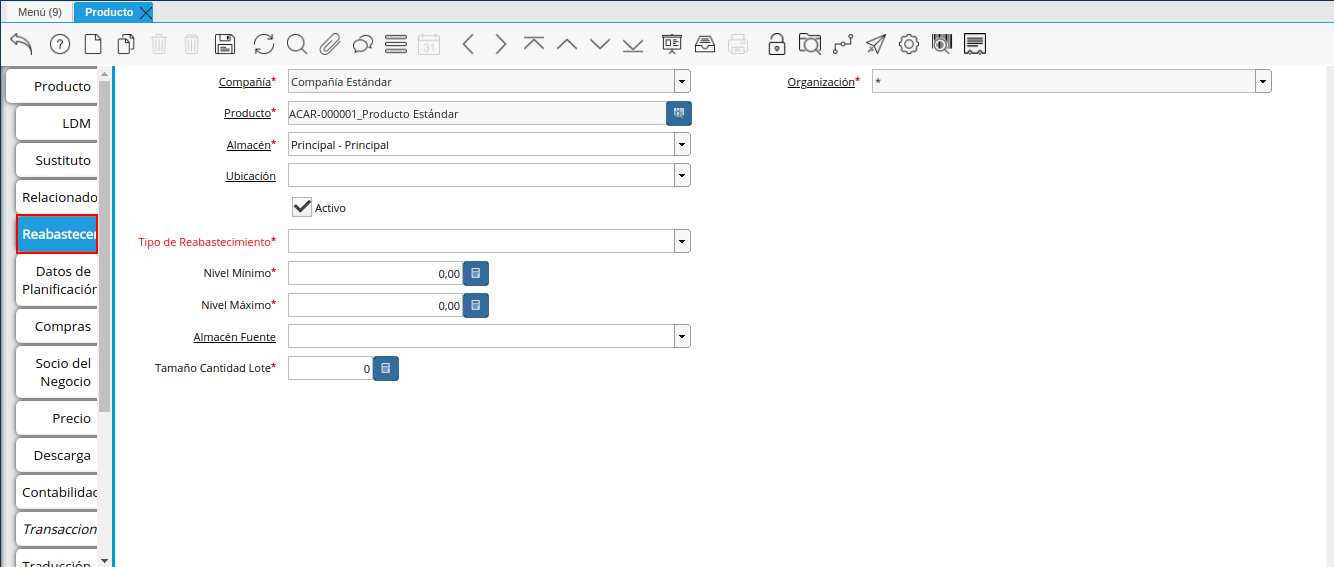 Menú (9)
Producto
31
Producto
LDM
Sustituto
Relacionado
Reabastecer
Datos de
Planificación
Compras
Socio del
Negocio
Precio
Descarga
Contabilidad
Transaccion
Traducción
Compañía* Compañía Estándar
Organización* *
Producto* ACAR-000001_Producto Estándar
Almacén* Principal - Principal
Ubicación
Activo
Tipo de Reabastecimiento*
Nivel Mínimo* 0,00
Nivel Máximo* 0,00
Almacén Fuente
Tamaño Cantidad Lote* 0